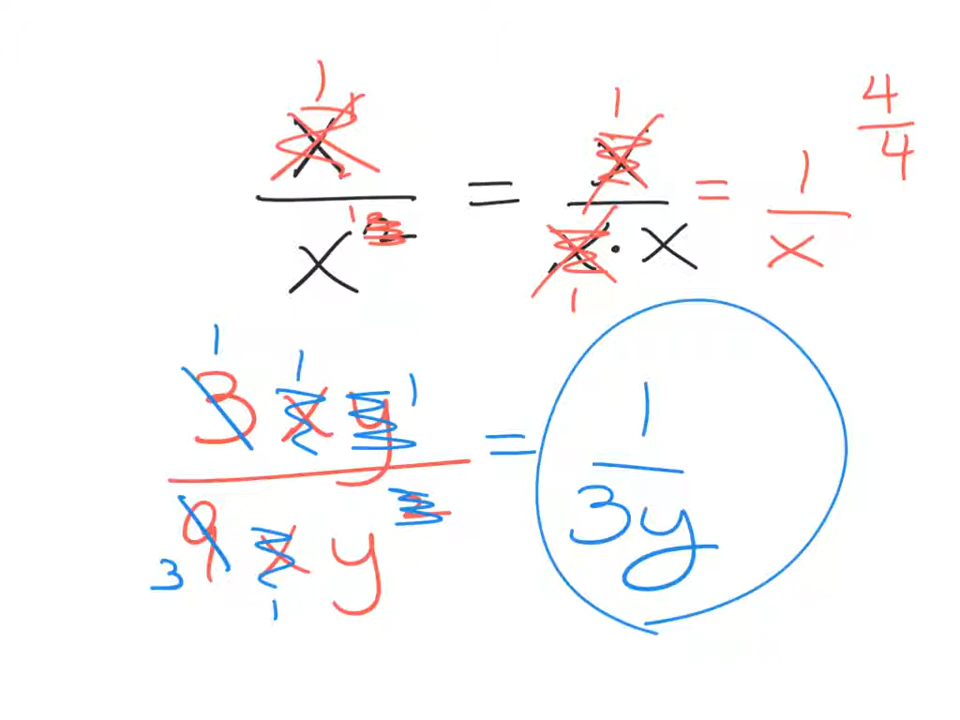 x/x² = x/(x · x) = 1/x 4/4
3xy/9xy² = 1/3y